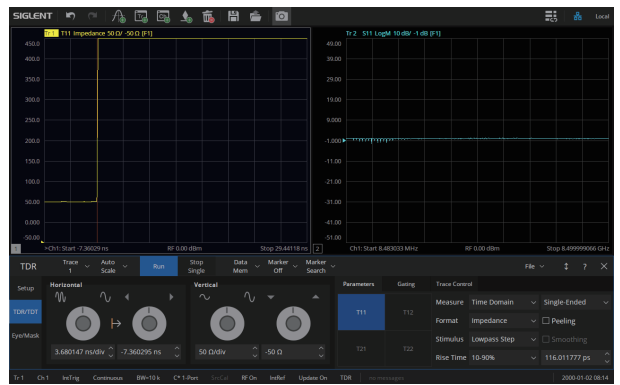 SIGLENT
Local
Tr 1 T11 Impedance 50 Ω/ -50 Ω [F1]
450.0
400.0
350.0
300.0
250.0
200.0
150.0
100.0
50.00
0.000
-50.00
1
>Ch1: Start -7.36029 ns RF 0.00 dBm Stop 29.44118 ns
Tr 2 S11 LogM 10 dB/ -1 dB [F1]
49.00
39.00
29.00
19.00
9.000
-1.000
-11.00
-21.00
-31.00
-41.00
-51.00
2
Ch1: Start 8.483033 MHz RF 0.00 dBm Stop 8.499999066 GHz
TDR
Trace 1
Auto Scale
Run
Stop Single
Data Mem
Marker Off
Marker Search
File
?
Setup
TDR/TDT
Eye/Mask
Horizontal
3.680147 ns/div
-7.360295 ns
Vertical
50 Ω/div
-50 Ω
Parameters
Gating
Trace Control
T11
T12
T21
T22
Measure Time Domain Single-Ended
Format Impedance Peeling
Stimulus Lowpass Step Smoothing
Rise Time 10-90% 116.011777 ps
Tr 1 Ch 1 IntTrig Continuous BW=10 k C* 1-Port SrcCal RF On IntRef Update On TDR no messages 2000-01-02 08:14